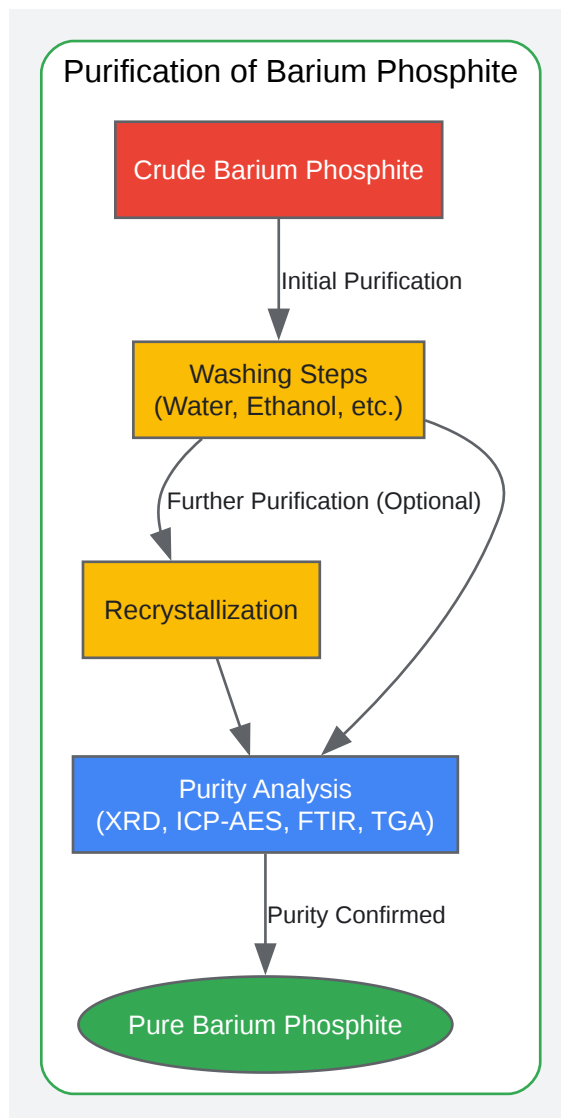 Purification of Barium Phosphite
Crude Barium Phosphite
Initial Purification
Washing Steps
(Water, Ethanol, etc.)
Further Purification (Optional)
Recrystallization
Purity Analysis
(XRD, ICP-AES, FTIR, TGA)
Purity Confirmed
Pure Barium Phosphite